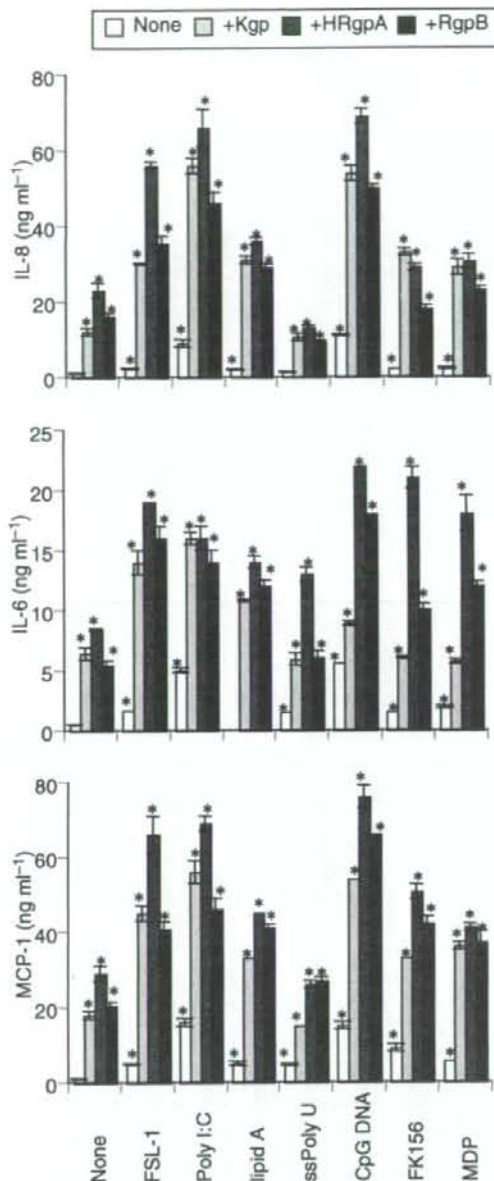 None +Kgp +HRgpA +RgpB
80
60
40
20
0
IL-8 (ng ml⁻¹)
* * * * * * * * * * * * * * * * * * * * * * * * * * * * *
25
20
15
10
5
0
IL-6 (ng ml⁻¹)
* * * * * * * * * * * * * * * * * * * * * * * * * * * * *
80
60
40
20
0
MCP-1 (ng ml⁻¹)
* * * * * * * * * * * * * * * * * * * * * * * * * * * * *
None
FSL-1
Poly I:C
lipid A
ssPoly U
CpG DNA
FK156
MDP